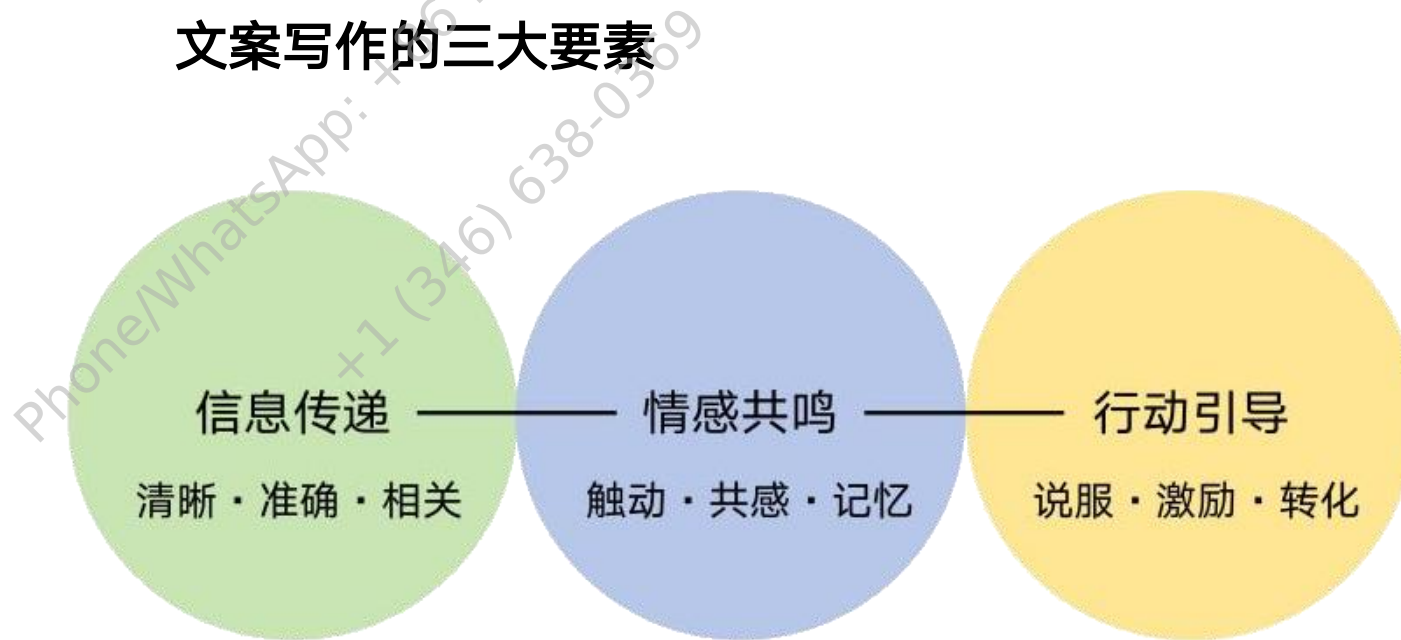 文案写作的三大要素
Phone/WhatsApp: +86
+1 (346) 638-0369
信息传递
情感共鸣
行动引导
清晰·准确·相关
触动·共感·记忆
说服·激励·转化